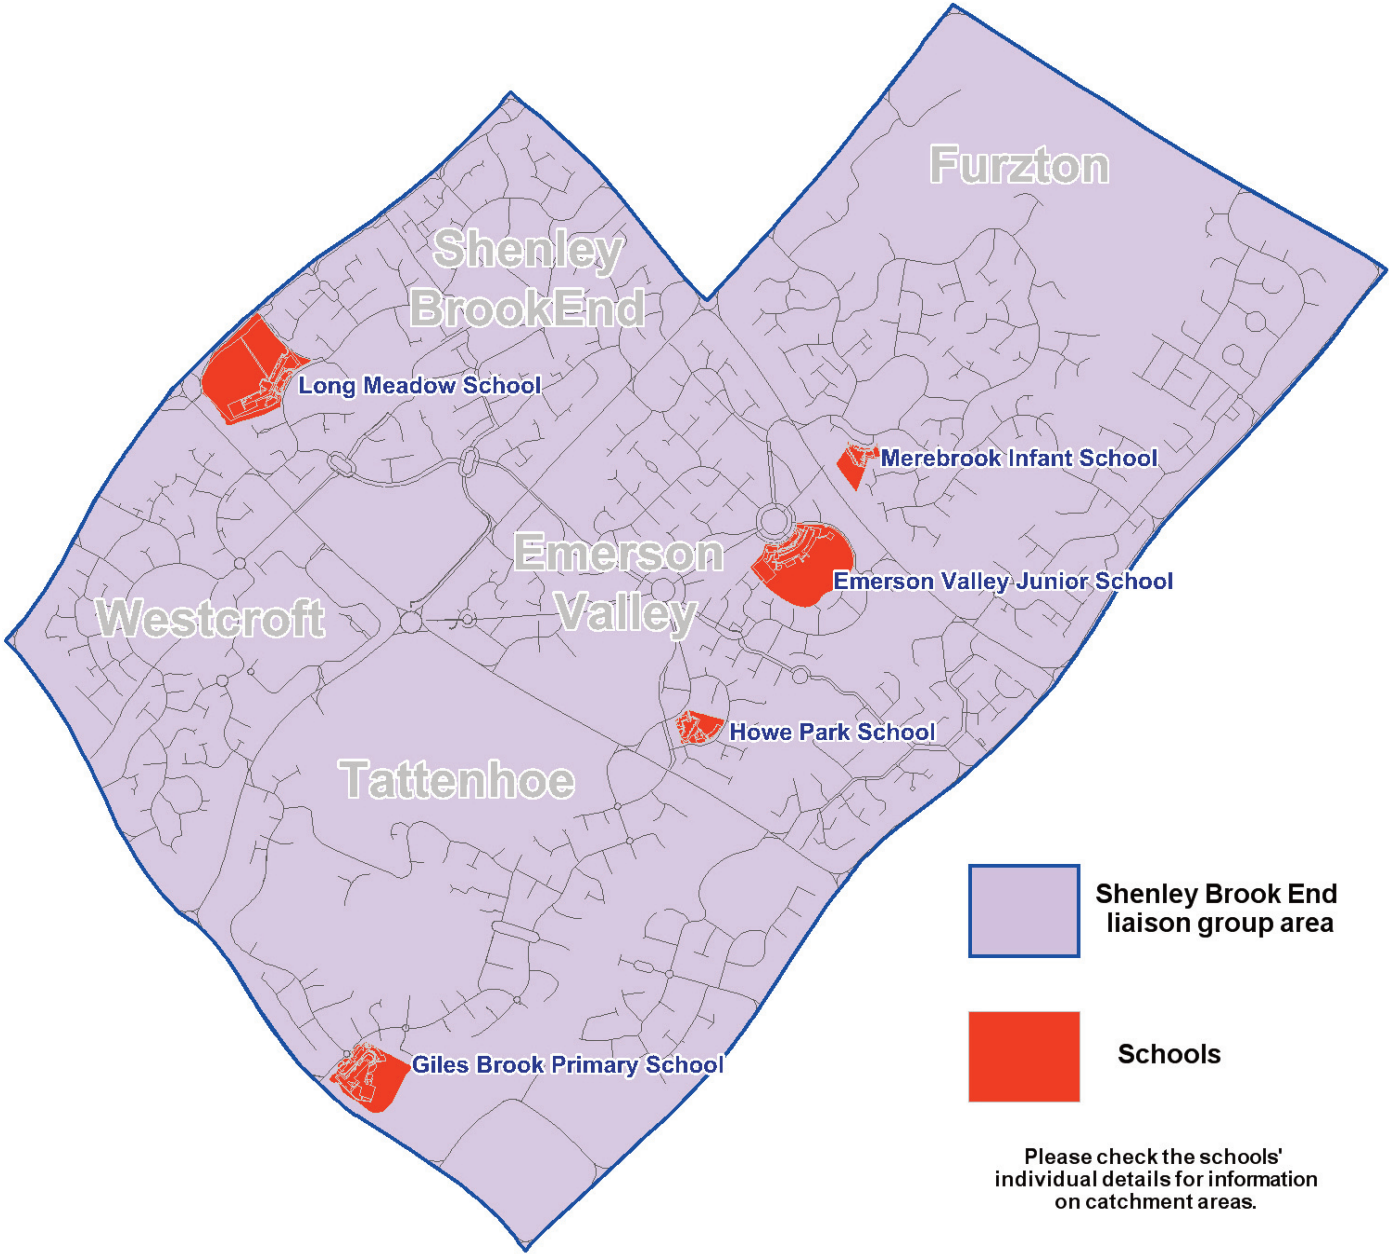 Furzton
Shenley
BrookEnd
Long Meadow School
Merebrook Infant School
Emerson
Valley
Emerson Valley Junior School
Westcroft
Howe Park School
Tattenhoe
Shenley Brook End
liaison group area
Schools
Giles Brook Primary School
Please check the schools'
individual details for information
on catchment areas.